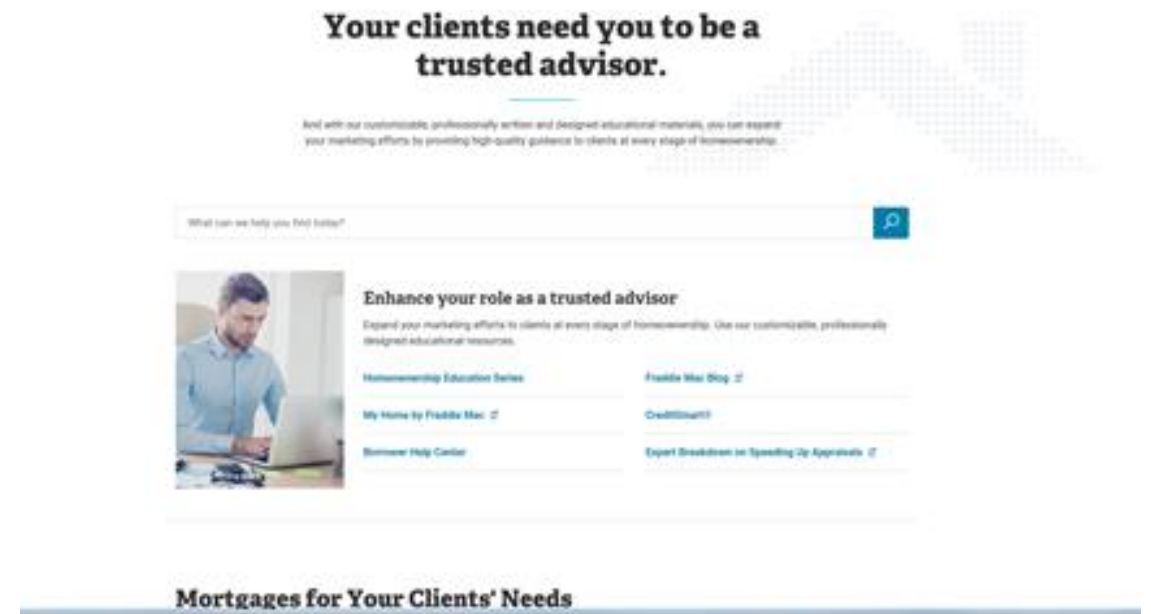 Your clients need you to be a
trusted advisor.
And with our customizable, professionally written and designed educational materials, you can expand
your marketing efforts by providing high-quality guidance to clients at every stage of homeownership.
What can we help you find today?
Enhance your role as a trusted advisor
Expand your marketing efforts to clients at every stage of homeownership. Use our customizable, professionally
designed educational resources.
Homeownership Education Series
Freddie Mac Blog
My Home by Freddie Mac
CreditSmart®
Borrower Help Center
Expert Breakdown on Speeding Up Appraisals
Mortgages for Your Clients' Needs